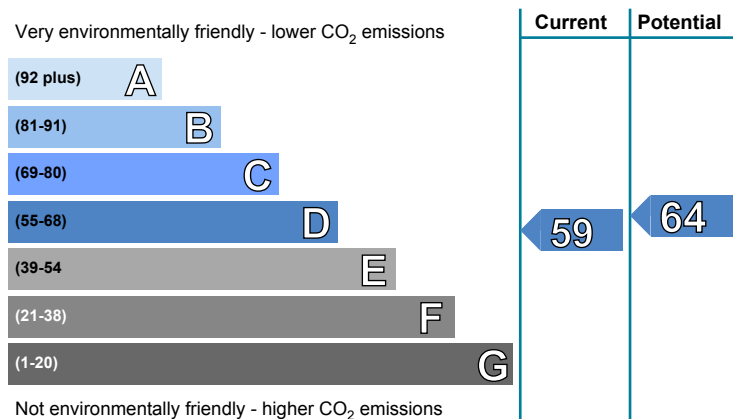 Current Potential
Very environmentally friendly - lower CO2 emissions
(92 plus) A
(81-91) B
(69-80) C
(55-68) D
59 64
(39-54 E
(21-38) F
(1-20) G
Not environmentally friendly - higher CO2 emissions